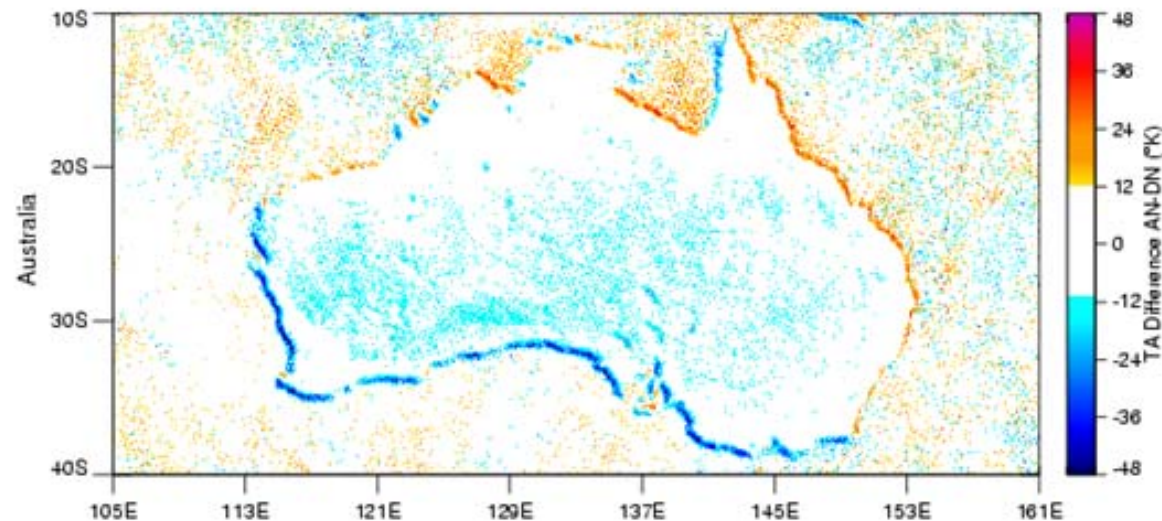 10S
20S
30S
40S
Australia
105E 113E 121E 129E 137E 145E 153E 161E
48
36
24
12
0
-12
-24
-36
-48
TA Difference AN-DN (°K)